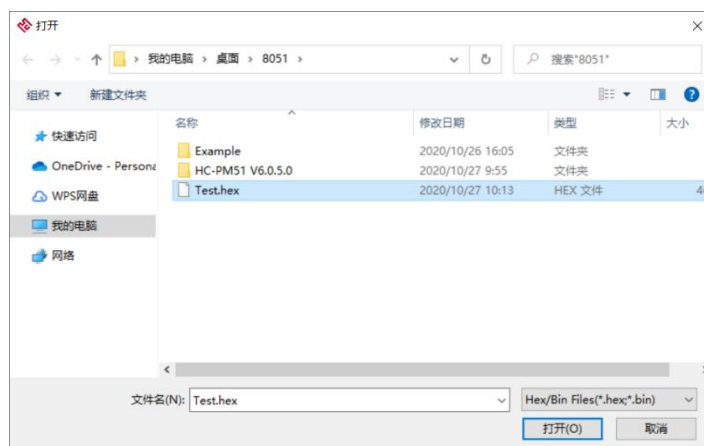 打开
我的电脑 › 桌面 › 8051 ›
搜索"8051"
组织
新建文件夹
名称 修改日期 类型 大小
快速访问
OneDrive - Persona
WPS网盘
我的电脑
网络
Example 2020/10/26 16:05 文件夹
HC-PM51 V6.0.5.0 2020/10/27 9:55 文件夹
Test.hex 2020/10/27 10:13 HEX 文件
文件名(N): Test.hex Hex/Bin Files(*.hex;*.bin)
打开(O) 取消